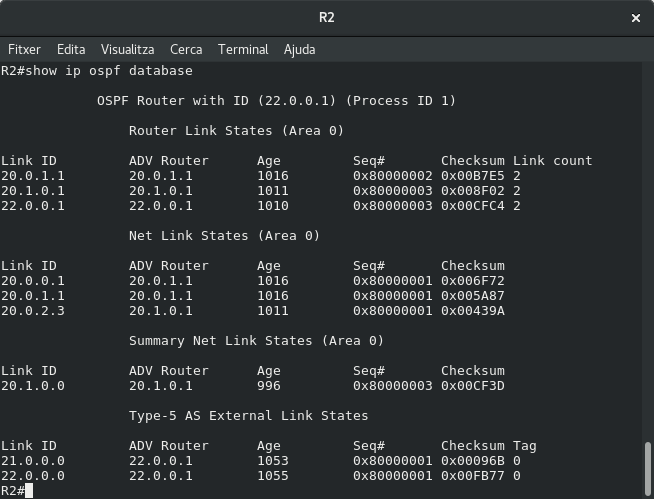 R2
Fitxer Edita Visualitza Cerca Terminal Ajuda
R2#show ip ospf database
OSPF Router with ID (22.0.0.1) (Process ID 1)
Router Link States (Area 0)
Link ID ADV Router Age Seq# Checksum Link count
20.0.1.1 20.0.1.1 1016 0x80000002 0x00B7E5 2
20.1.0.1 20.1.0.1 1011 0x80000003 0x008F02 2
22.0.0.1 22.0.0.1 1010 0x80000003 0x00CFC4 2
Net Link States (Area 0)
Link ID ADV Router Age Seq# Checksum
20.0.0.1 20.0.1.1 1016 0x80000001 0x006F72
20.0.1.1 20.0.1.1 1016 0x80000001 0x005A87
20.0.2.3 20.1.0.1 1011 0x80000001 0x00439A
Summary Net Link States (Area 0)
Link ID ADV Router Age Seq# Checksum
20.1.0.0 20.1.0.1 996 0x80000003 0x00CF3D
Type-5 AS External Link States
Link ID ADV Router Age Seq# Checksum Tag
21.0.0.0 22.0.0.1 1053 0x80000001 0x00096B 0
22.0.0.0 22.0.0.1 1055 0x80000001 0x00FB77 0
R2#